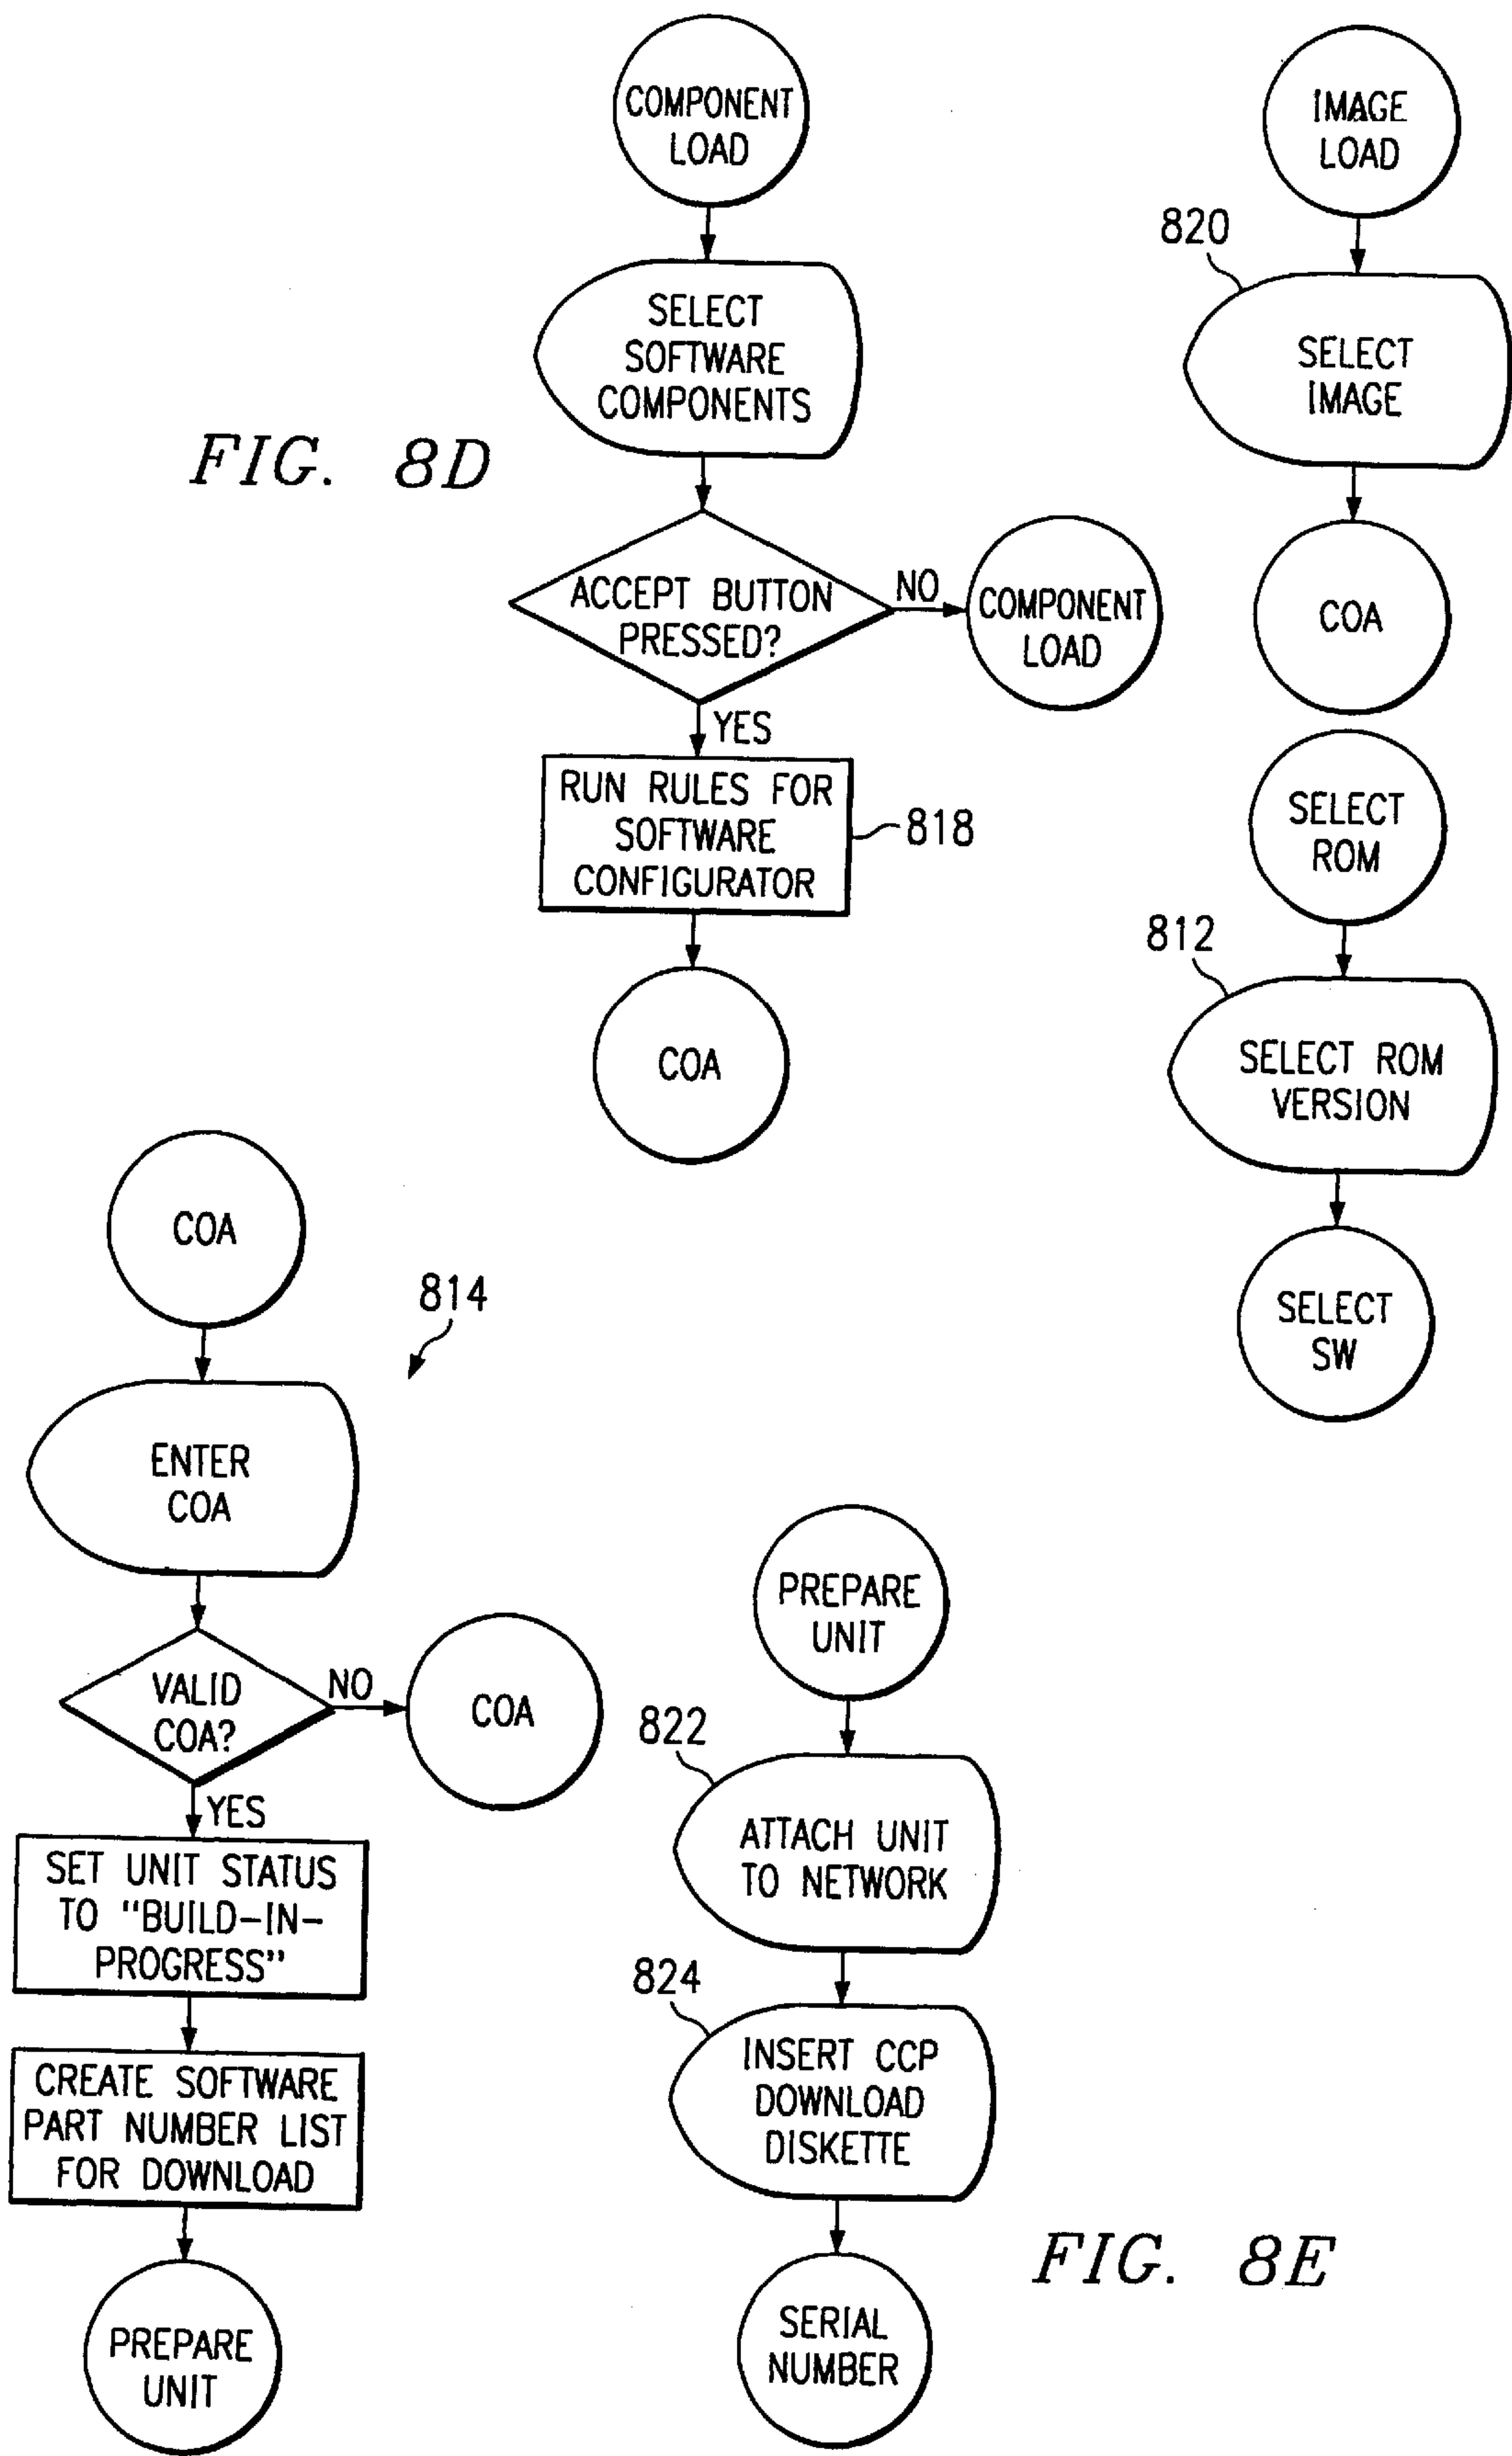 COMPONENT
LOAD
SELECT
SOFTWARE
COMPONENTS
FIG. 8D
ACCEPT BUTTON
PRESSED?
NO
COMPONENT
LOAD
YES
RUN RULES FOR
SOFTWARE
CONFIGURATOR
818
COA
IMAGE
LOAD
820
SELECT
IMAGE
COA
SELECT
ROM
812
SELECT ROM
VERSION
SELECT
SW
COA
814
ENTER
COA
VALID
COA?
NO
COA
YES
SET UNIT STATUS
TO "BUILD-IN-
PROGRESS"
CREATE SOFTWARE
PART NUMBER LIST
FOR DOWNLOAD
PREPARE
UNIT
PREPARE
UNIT
822
ATTACH UNIT
TO NETWORK
824
INSERT CCP
DOWNLOAD
DISKETTE
SERIAL
NUMBER
FIG. 8E